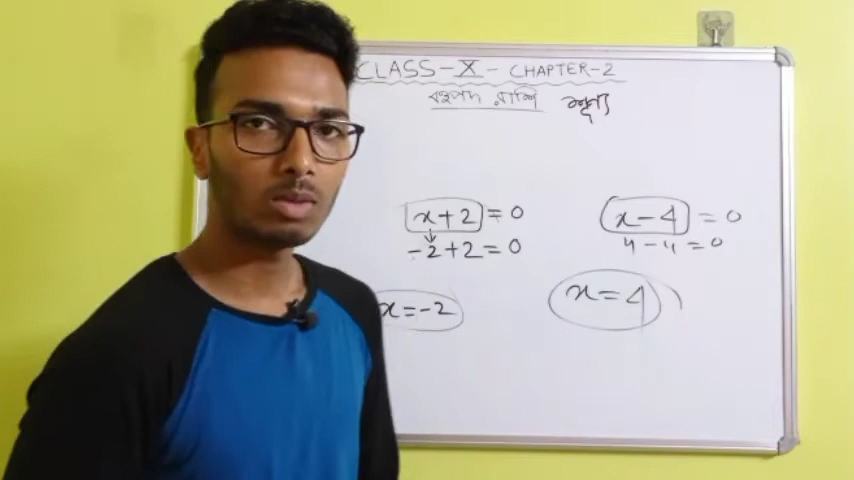 CLASS-X- CHAPTER-2
বহুপদ ৰাশি শূন্য
x+2 = 0
-2+2=0
x=-2
x-4 = 0
4-4=0
x=4